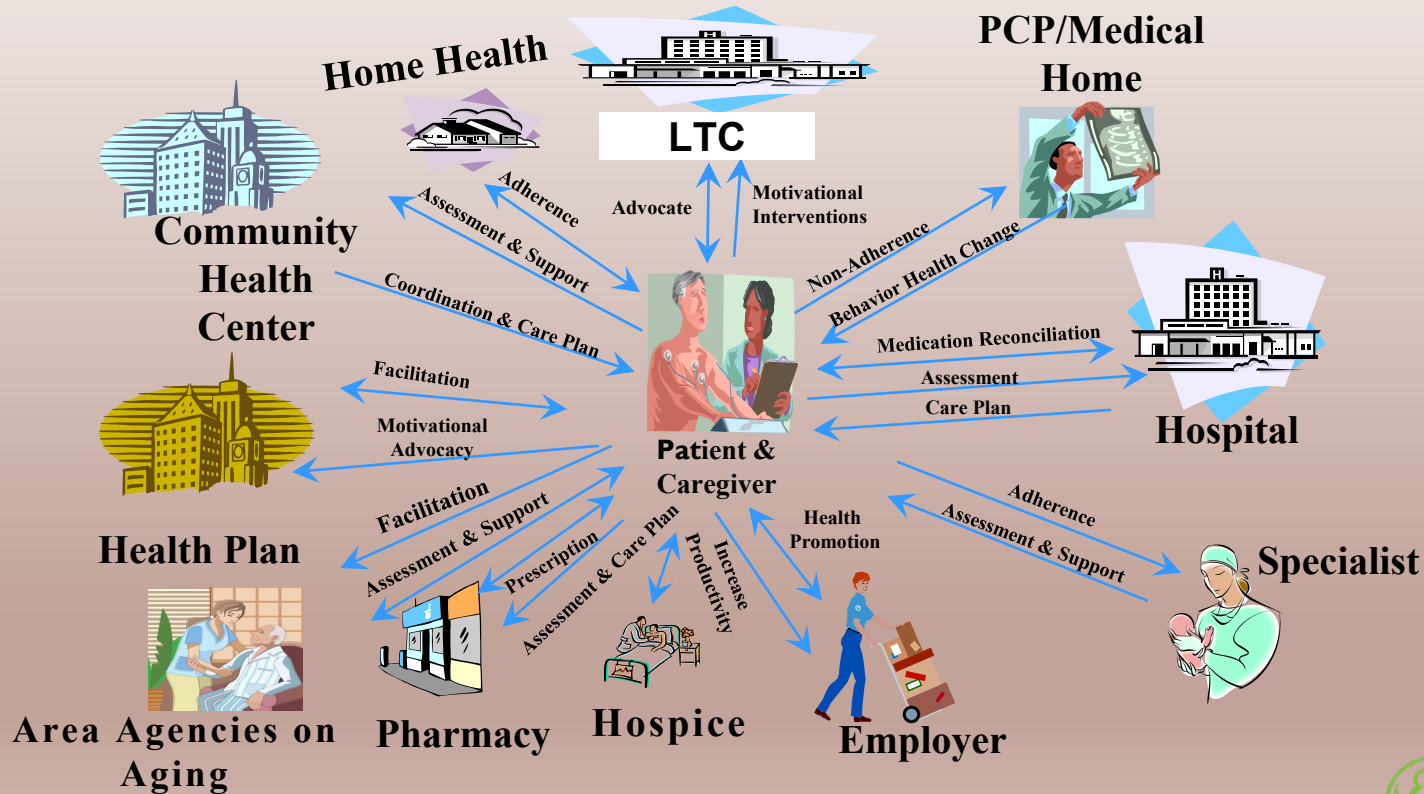 Home Health
LTC
PCP/Medical
Home
Community
Health
Center
Adherence
Assessment & Support
Advocate
Motivational
Interventions
Non-Adherence
Behavior Health Change
Coordination & Care Plan
Medication Reconciliation
Assessment
Care Plan
Hospital
Facilitation
Motivational
Advocacy
Patient &
Caregiver
Health Plan
Facilitation
Assessment & Support
Prescription
Assessment & Care Plan
Increase
Productivity
Health
Promotion
Adherence
Assessment & Support
Specialist
Area Agencies on
Aging
Pharmacy
Hospice
Employer